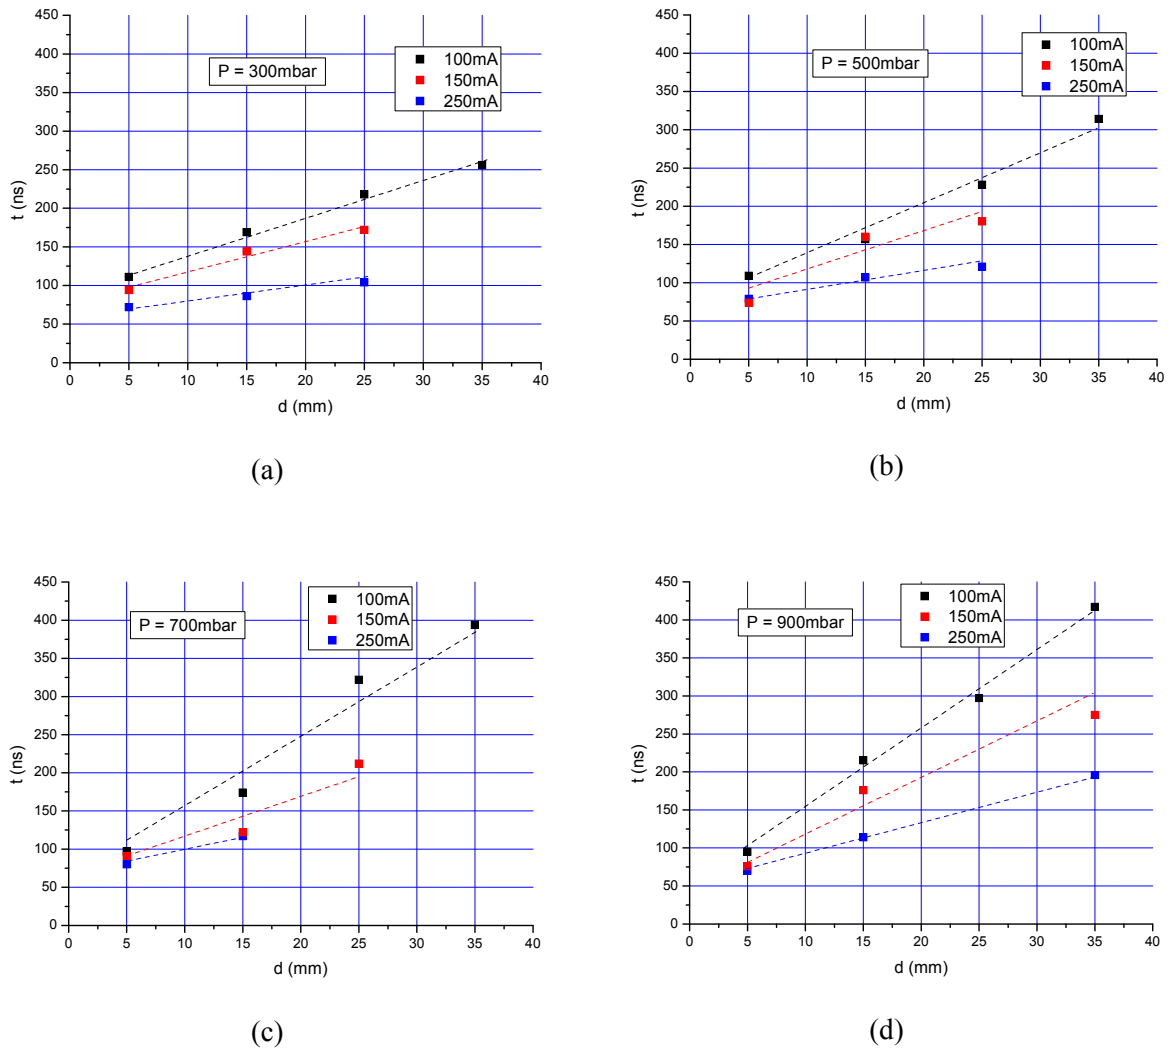 450
400
350
300
250
200
150
100
50
0
t (ns)
P = 300mbar
100mA
150mA
250mA
0 5 10 15 20 25 30 35 40
d (mm)
(a)
450
400
350
300
250
200
150
100
50
0
t (ns)
P = 500mbar
100mA
150mA
250mA
0 5 10 15 20 25 30 35 40
d (mm)
(b)
450
400
350
300
250
200
150
100
50
0
t (ns)
P = 700mbar
100mA
150mA
250mA
0 5 10 15 20 25 30 35 40
d (mm)
(c)
450
400
350
300
250
200
150
100
50
0
t (ns)
P = 900mbar
100mA
150mA
250mA
0 5 10 15 20 25 30 35 40
d (mm)
(d)